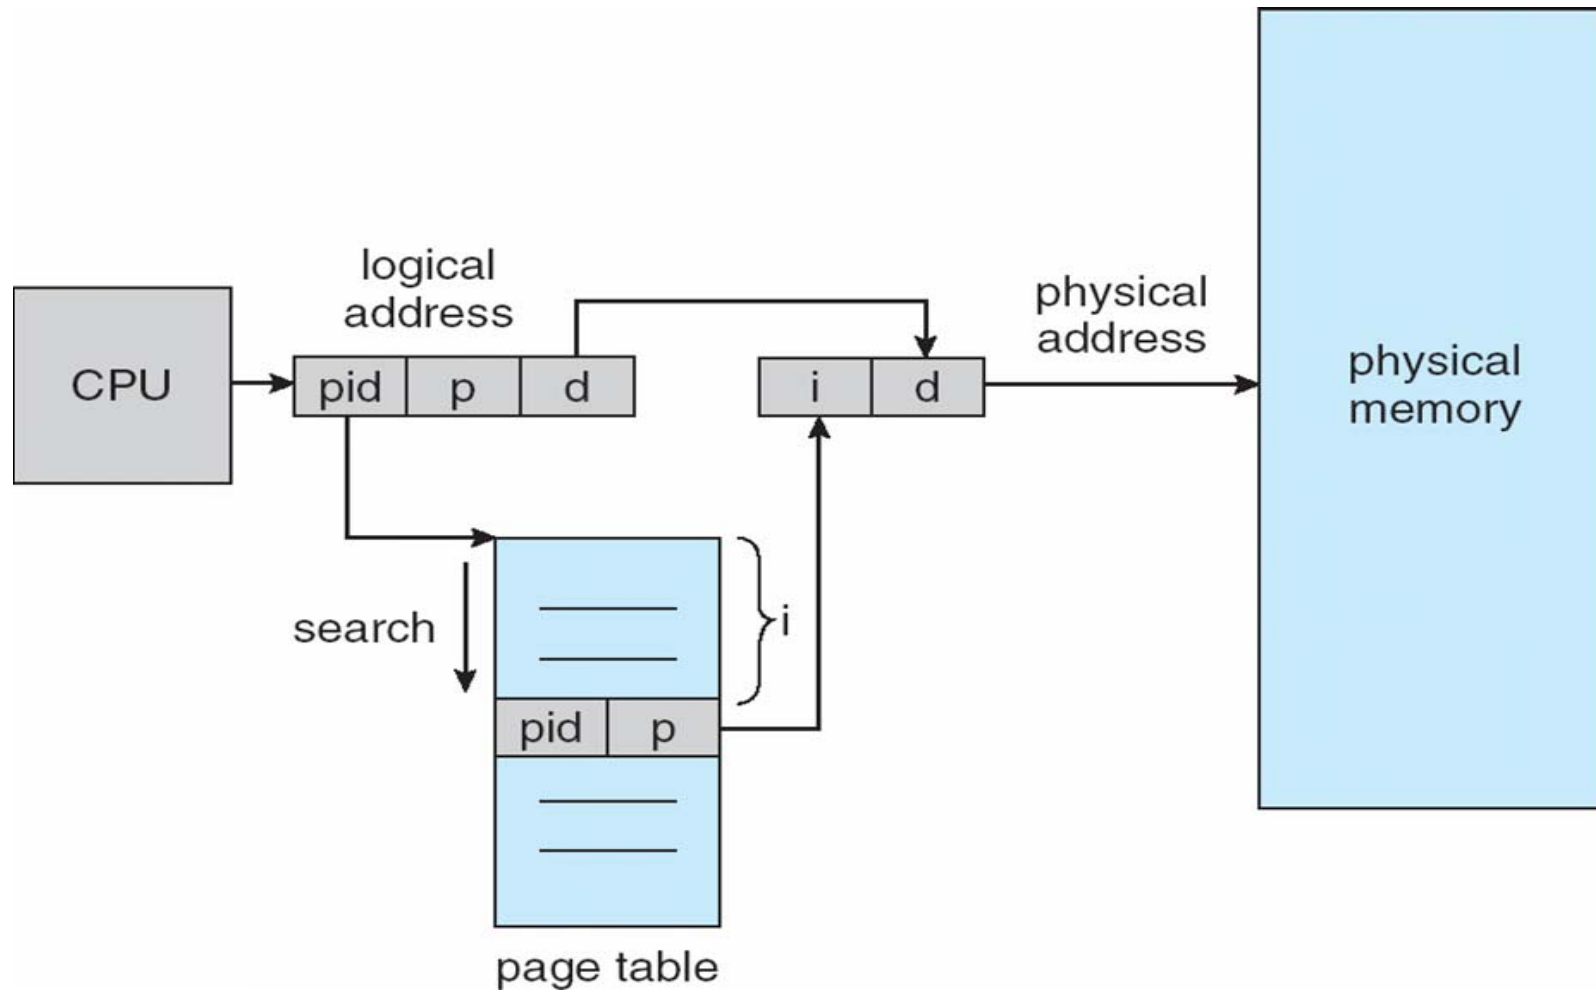 logical
address
physical
address
CPU
pid
p
d
i
d
physical
memory
search
i
pid
p
page table